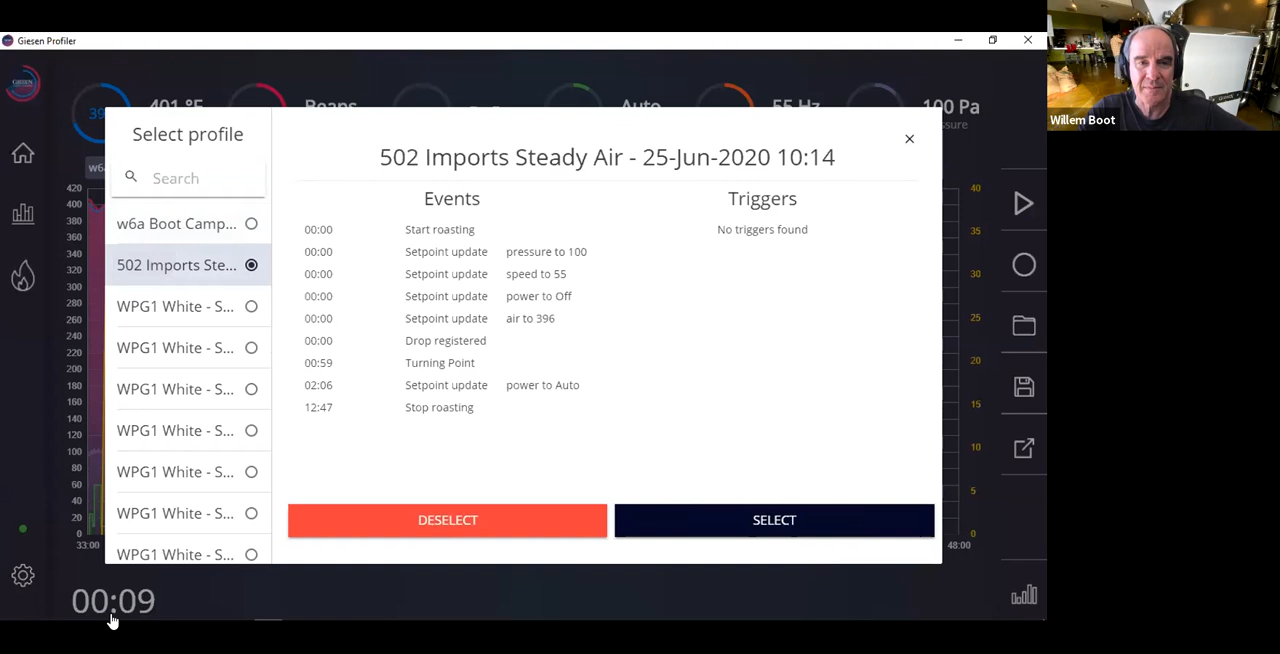 Giesen Profiler
GIESEN
39
401 °F
Beans
Auto
55 Hz
100 Pa
ssure
Willem Boot
Select profile
Search
w6a Boot Camp...
502 Imports Ste...
WPG1 White - S...
WPG1 White - S...
WPG1 White - S...
WPG1 White - S...
WPG1 White - S...
WPG1 White - S...
WPG1 White - S...
502 Imports Steady Air - 25-Jun-2020 10:14
Events
00:00 Start roasting
00:00 Setpoint update pressure to 100
00:00 Setpoint update speed to 55
00:00 Setpoint update power to Off
00:00 Setpoint update air to 396
00:00 Drop registered
00:59 Turning Point
02:06 Setpoint update power to Auto
12:47 Stop roasting
Triggers
No triggers found
DESELECT
SELECT
w6
420
400
380
360
340
320
300
280
260
240
220
200
180
160
140
120
100
80
60
40
20
0
33:00
40
35
30
25
20
15
10
5
0
48:00
00:09